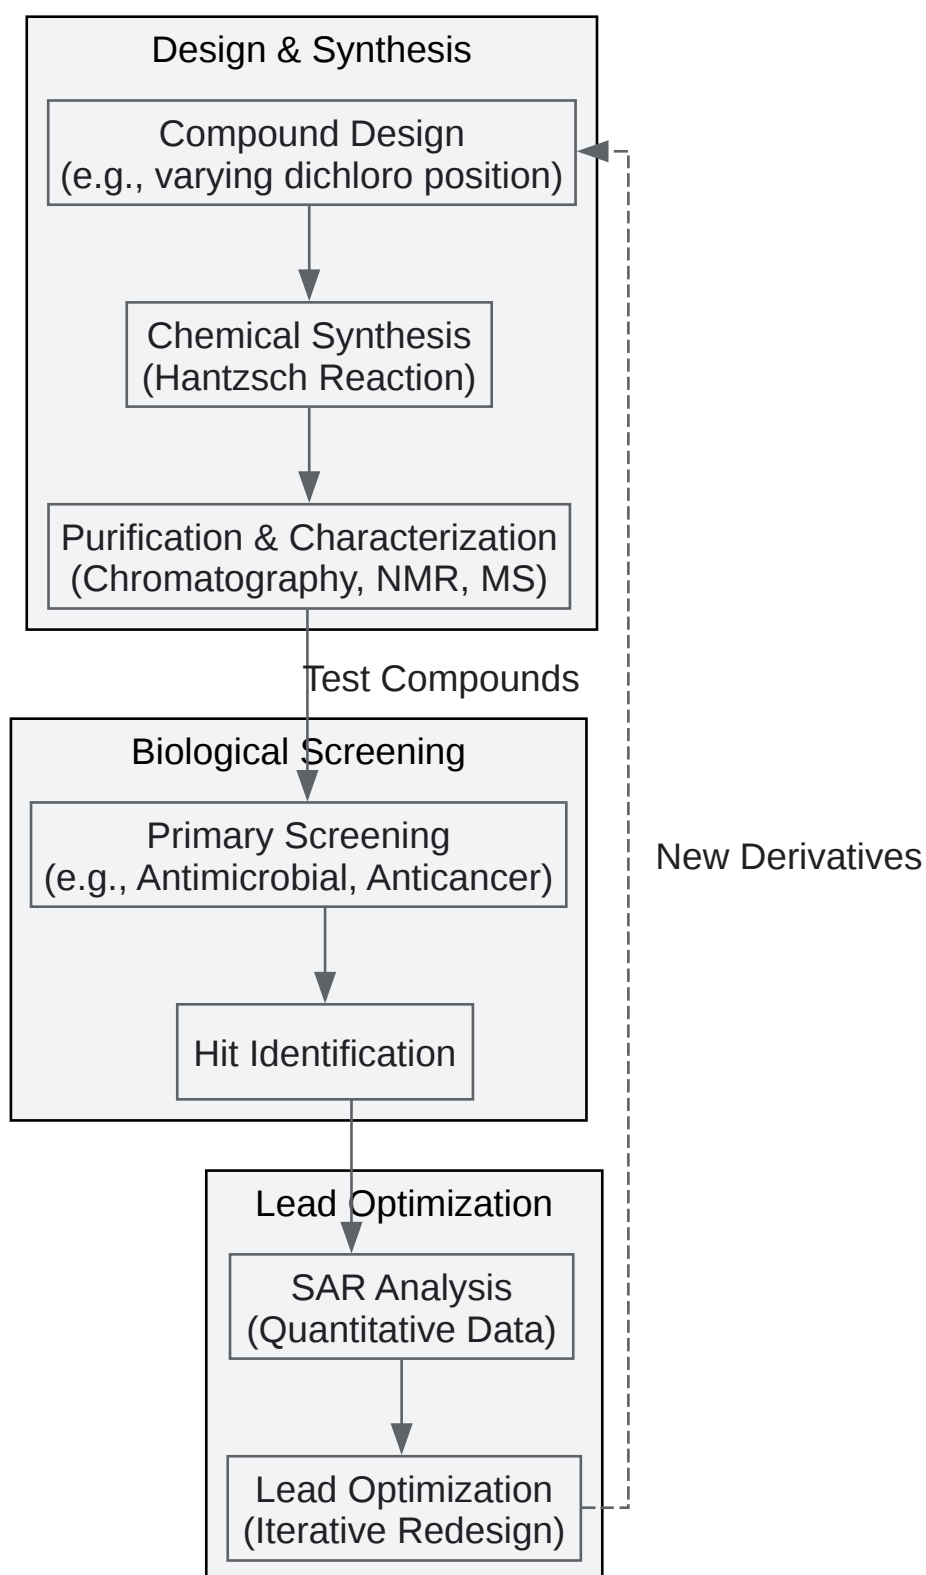 Design & Synthesis
Compound Design
(e.g., varying dichloro position)
Chemical Synthesis
(Hantzsch Reaction)
Purification & Characterization
(Chromatography, NMR, MS)
Test Compounds
Biological Screening
Primary Screening
(e.g., Antimicrobial, Anticancer)
New Derivatives
Hit Identification
Lead Optimization
SAR Analysis
(Quantitative Data)
Lead Optimization
(Iterative Redesign)